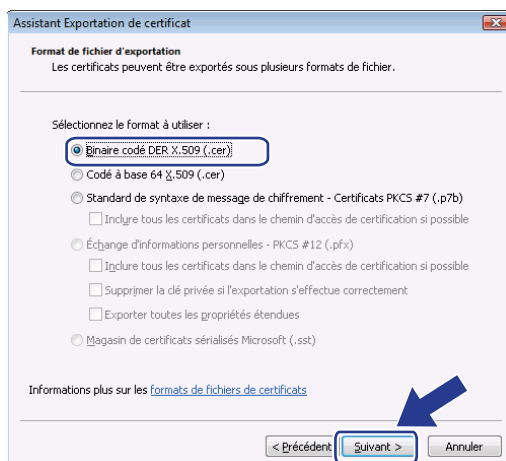 Assistant Exportation de certificat
Format de fichier d'exportation
Les certificats peuvent être exportés sous plusieurs formats de fichier.
Sélectionnez le format à utiliser :
Binaire codé DER X.509 (.cer)
Codé à base 64 X.509 (.cer)
Standard de syntaxe de message de chiffrement - Certificats PKCS #7 (.p7b)
Inclure tous les certificats dans le chemin d'accès de certification si possible
Échange d'informations personnelles - PKCS #12 (.pfx)
Inclure tous les certificats dans le chemin d'accès de certification si possible
Supprimer la clé privée si l'exportation s'effectue correctement
Exporter toutes les propriétés étendues
Magasin de certificats sérialisés Microsoft (.sst)
Informations plus sur les formats de fichiers de certificats
< Précédent Suivant > Annuler